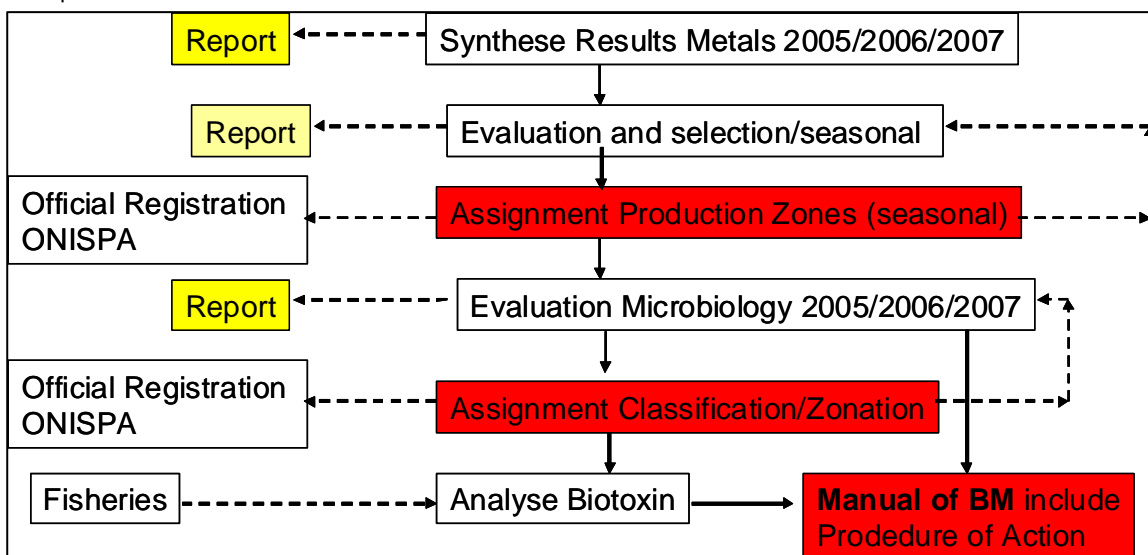 Report
Synthese Results Metals 2005/2006/2007
Report
Evaluation and selection/seasonal
Official Registration
ONISPA
Assignment Production Zones (seasonal)
Report
Evaluation Microbiology 2005/2006/2007
Official Registration
ONISPA
Assignment Classification/Zonation
Fisheries
Analyse Biotoxin
Manual of BM include
Prodedure of Action